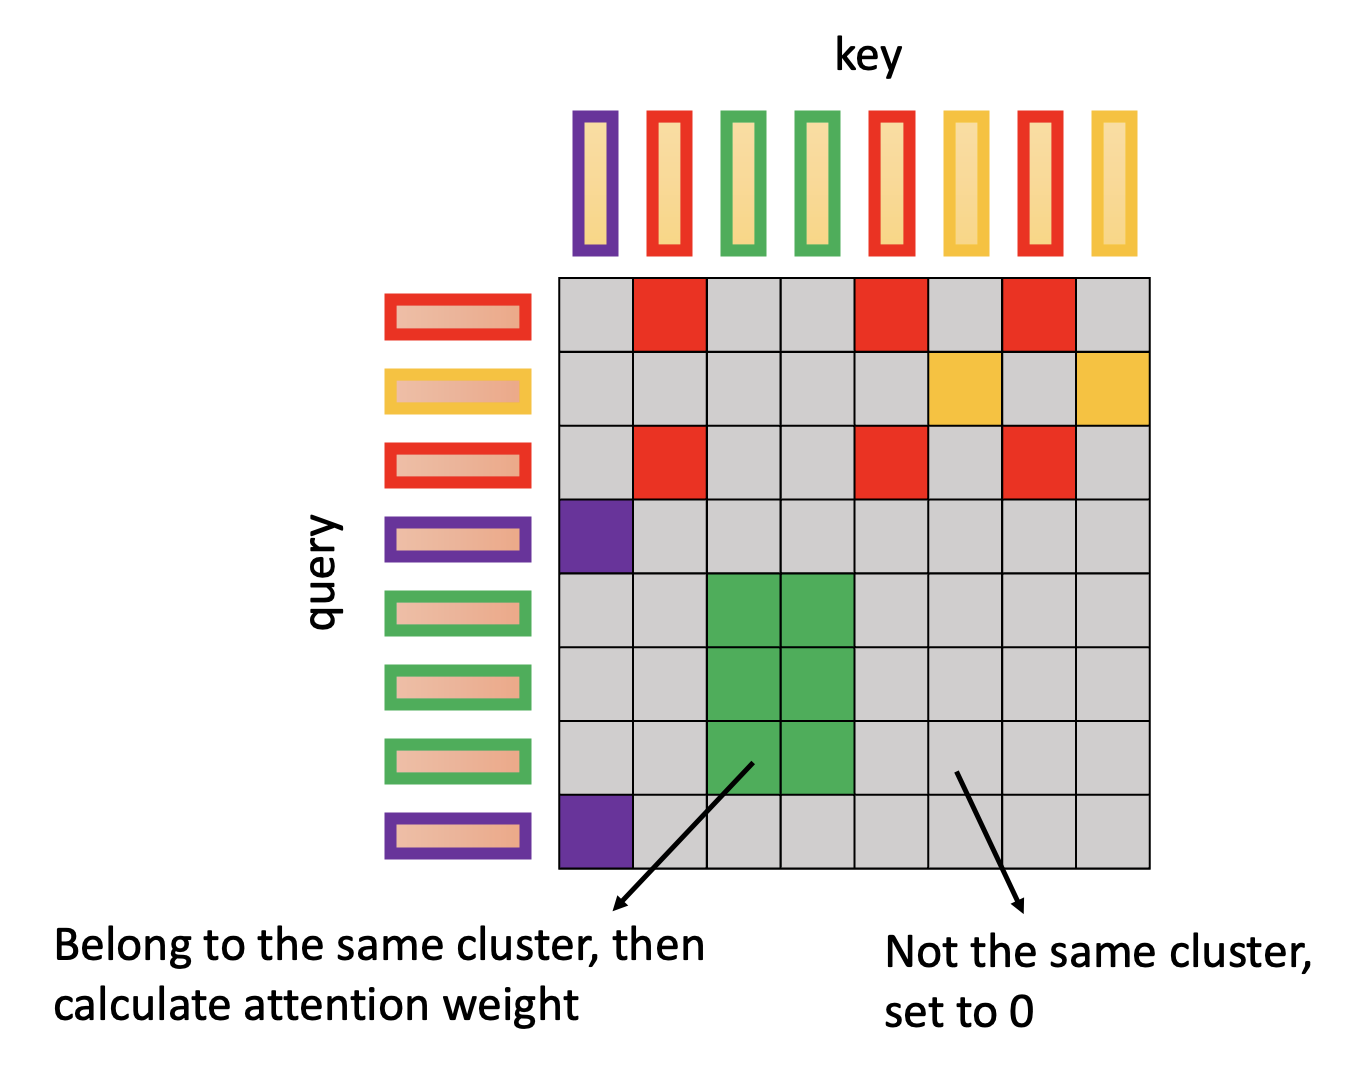 key
query
Belong to the same cluster, then
calculate attention weight
Not the same cluster,
set to 0